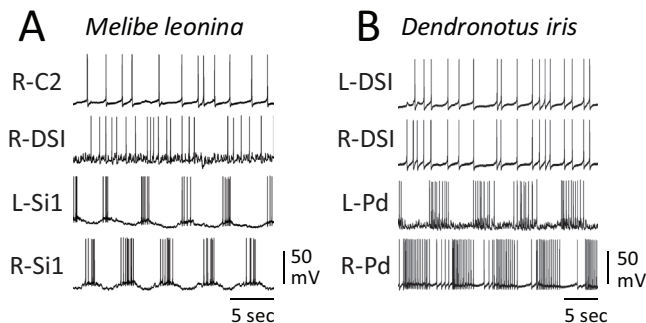 A Melibe leonina
R-C2
R-DSI
L-Si1
R-Si1
50
mV
5 sec
B Dendronotus iris
L-DSI
R-DSI
L-Pd
R-Pd
50
mV
5 sec